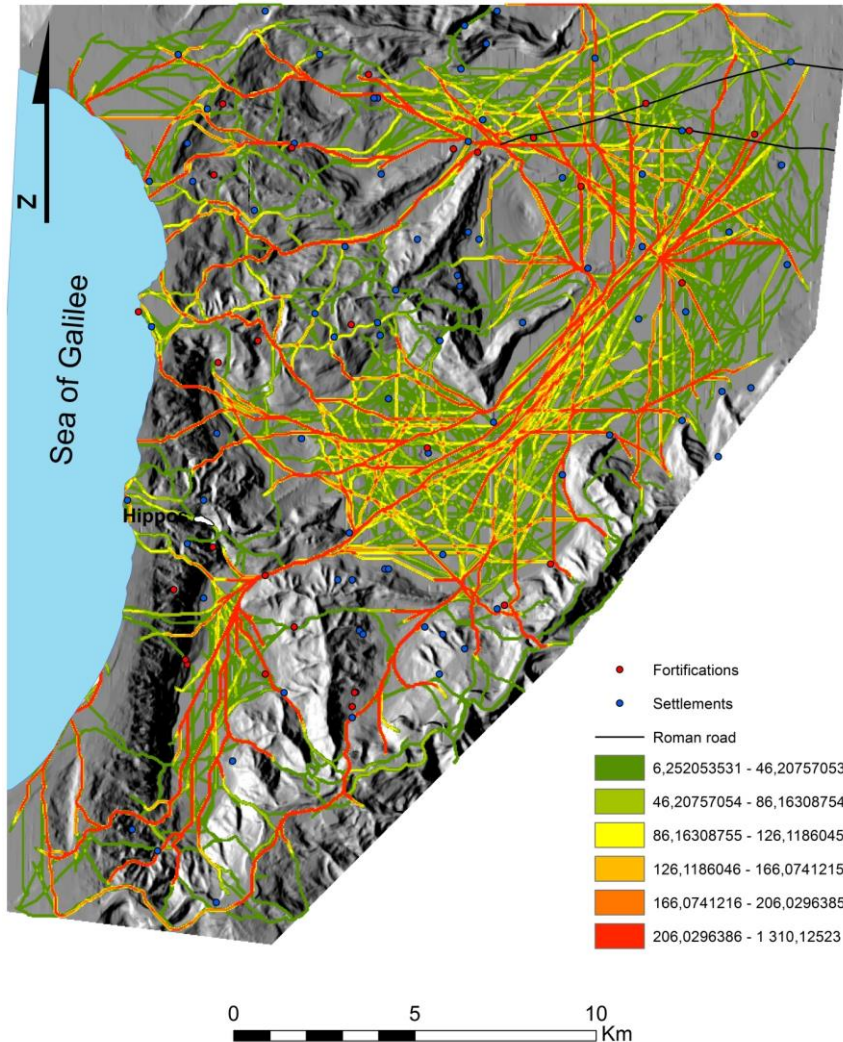 N
Sea of Galilee
Hippos
Fortifications
Settlements
Roman road
6,252053531 - 46,20757053
46,20757054 - 86,16308754
86,16308755 - 126,1186045
126,1186046 - 166,0741215
166,0741216 - 206,0296385
206,0296386 - 1 310,12523
0 5 10
Km